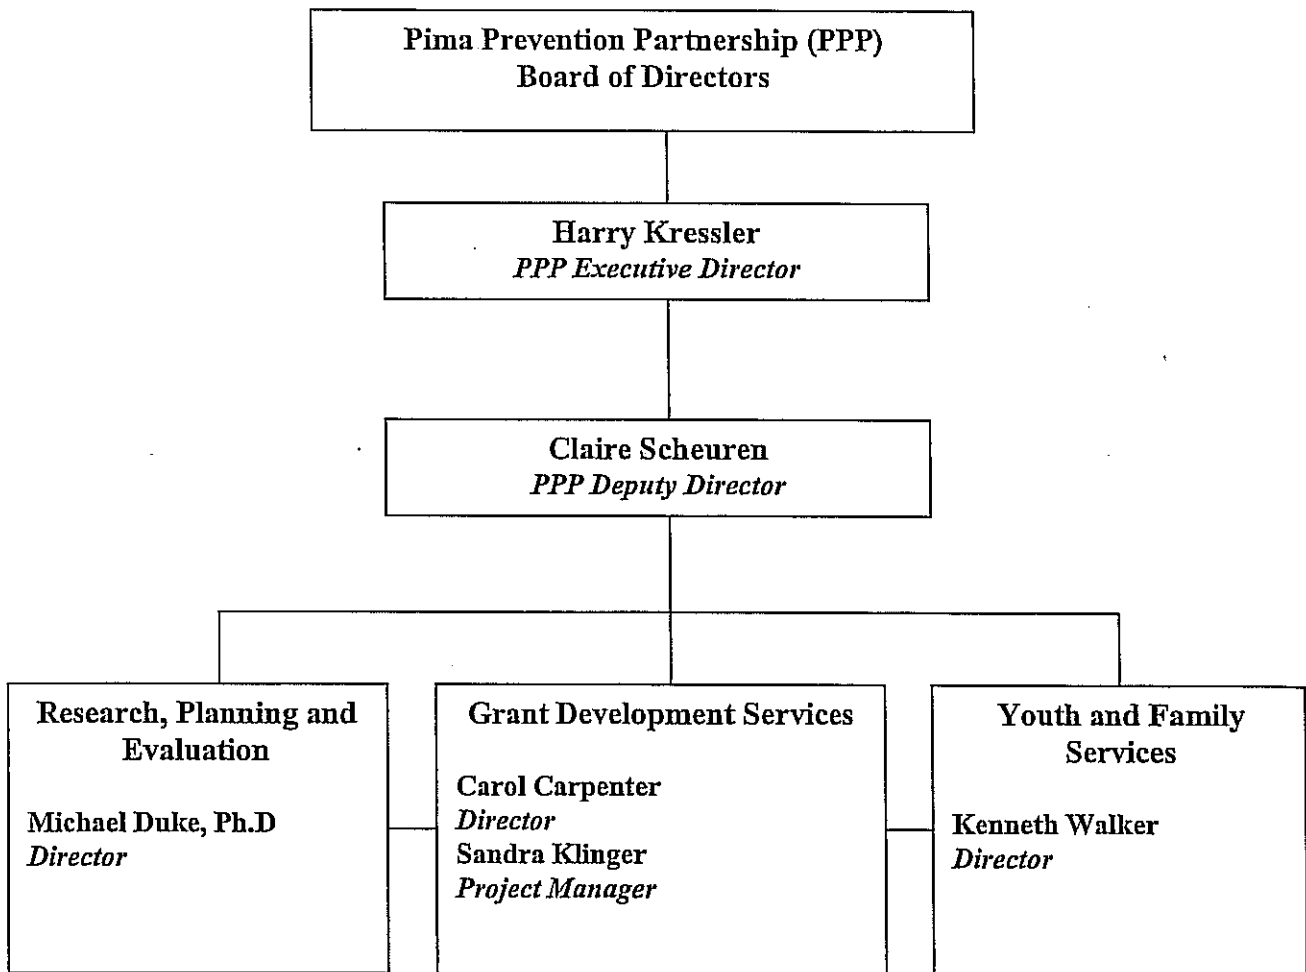 Pima Prevention Partnership (PPP)
Board of Directors
Harry Kressler
PPP Executive Director
Claire Scheuren
PPP Deputy Director
Research, Planning and
Evaluation
Michael Duke, Ph.D
Director
Grant Development Services
Carol Carpenter
Director
Sandra Klinger
Project Manager
Youth and Family
Services
Kenneth Walker
Director